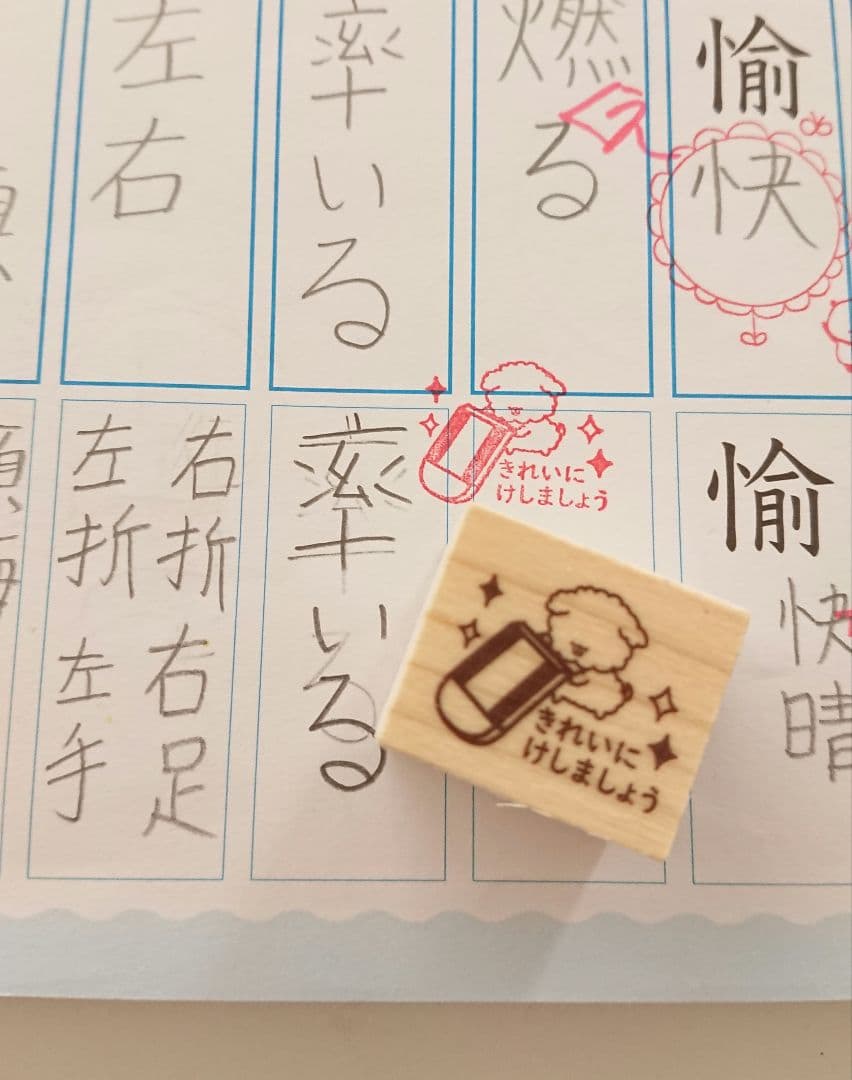 愉快
燃る
率いる
左右
愉
快晴
率いる
右折
右足
左折
左手
きれいに
けしましょう
きれいに
けしましょう